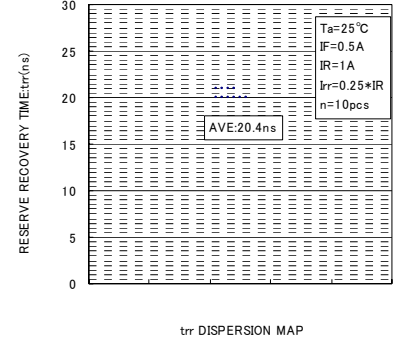 30
25
20
15
10
5
0
RESERVE RECOVERY TIME:trr(ns)
Ta=25°C
IF=0.5A
IR=1A
Irr=0.25*IR
n=10pcs
AVE:20.4ns
trr DISPERSION MAP